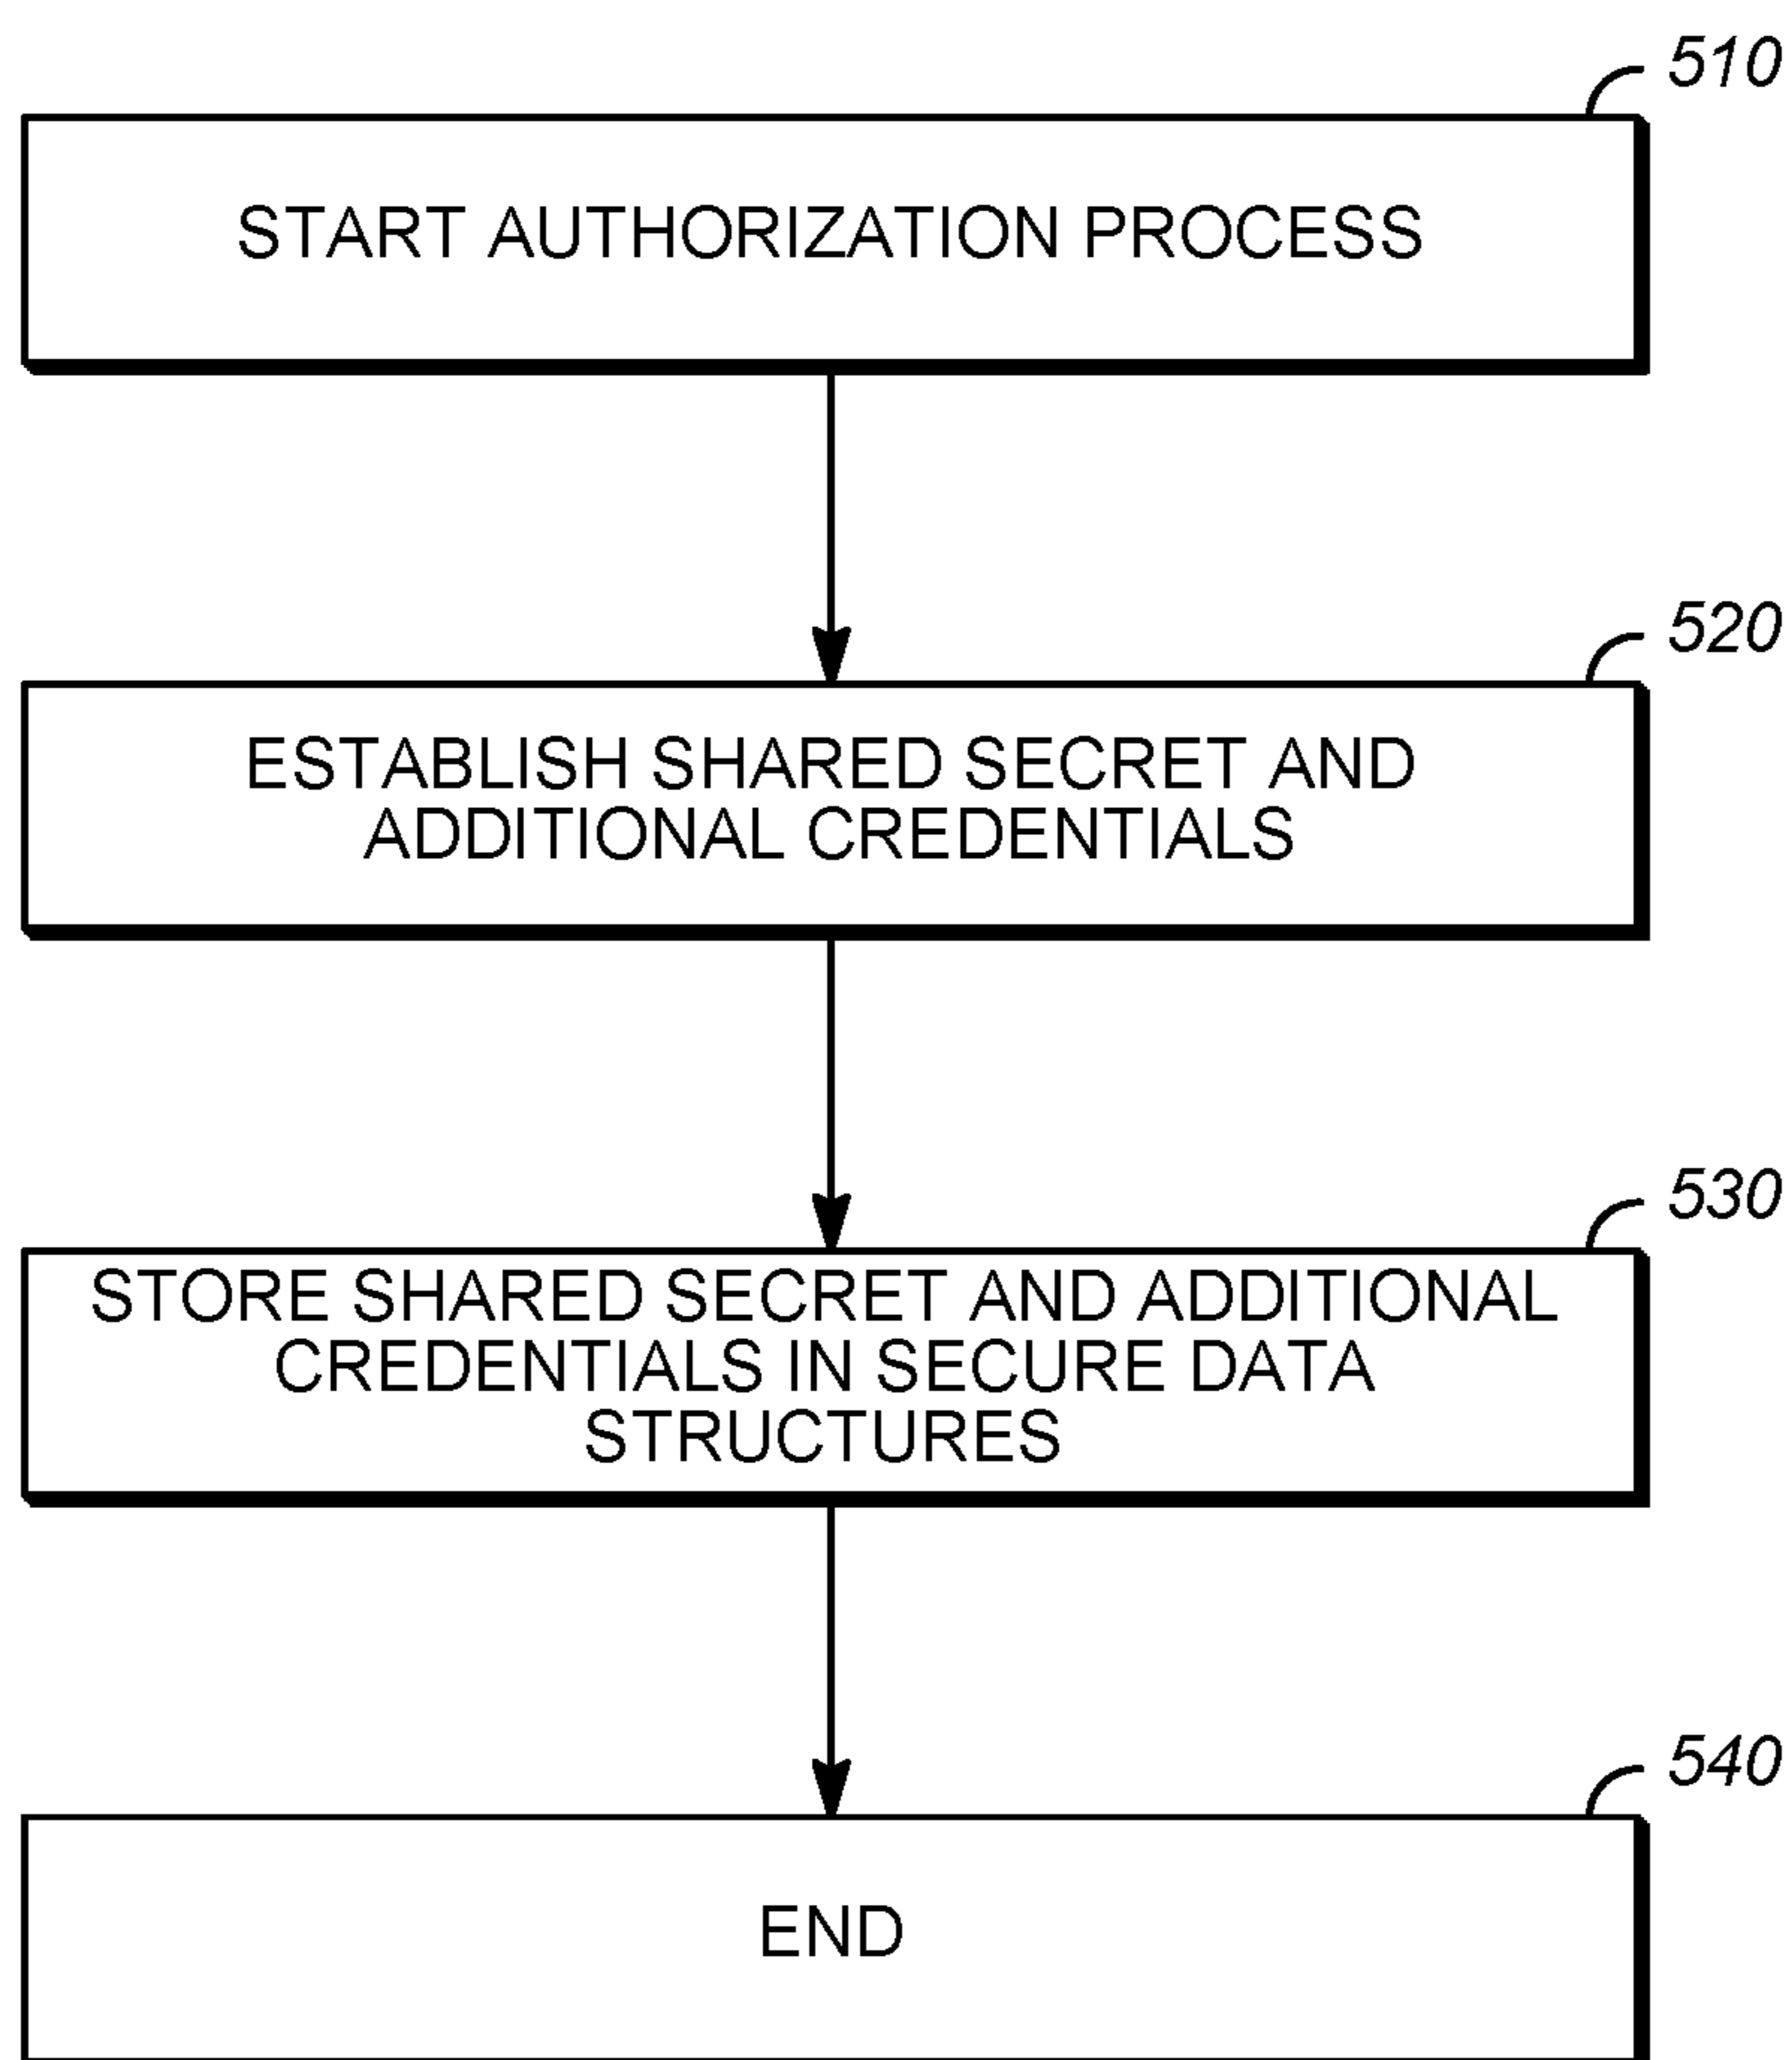 510
START AUTHORIZATION PROCESS
520
ESTABLISH SHARED SECRET AND
ADDITIONAL CREDENTIALS
530
STORE SHARED SECRET AND ADDITIONAL
CREDENTIALS IN SECURE DATA
STRUCTURES
540
END